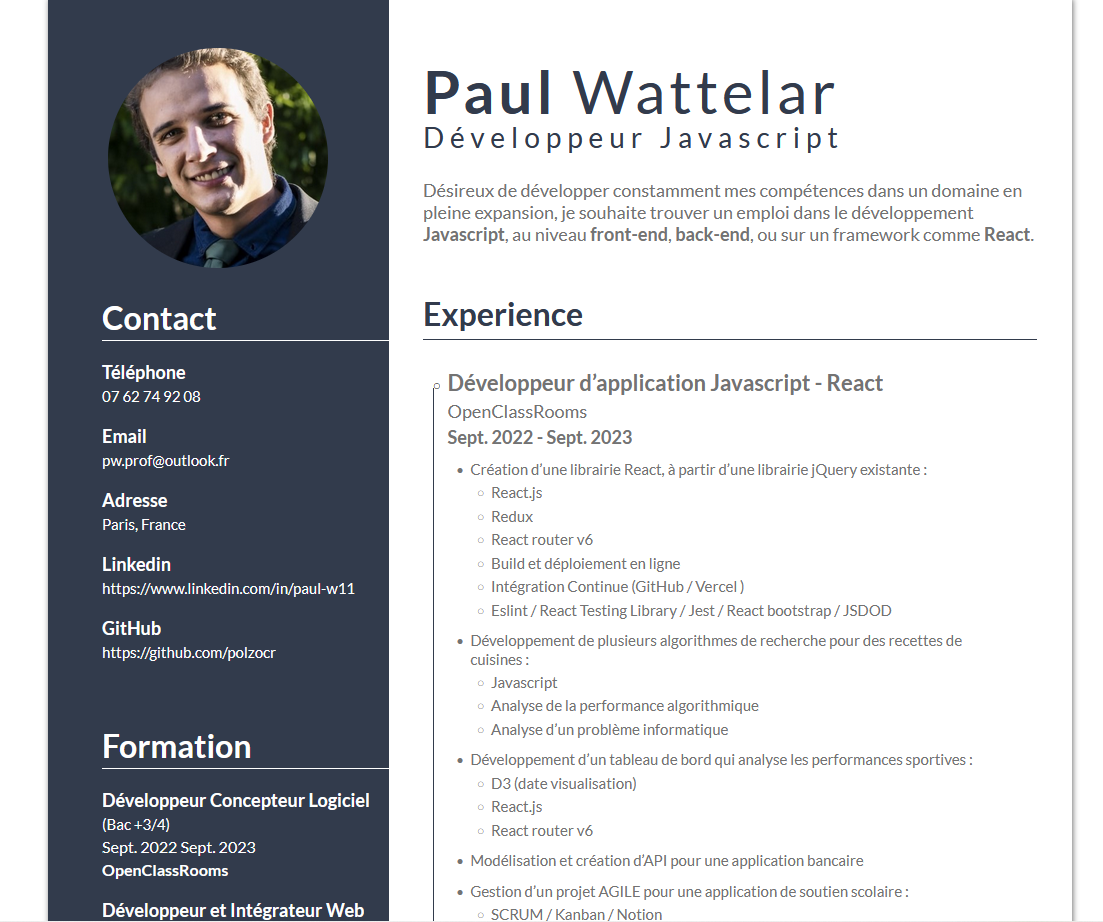 Paul Wattelar
Développeur Javascript
Désireux de développer constamment mes compétences dans un domaine en
pleine expansion, je souhaite trouver un emploi dans le développement
Javascript, au niveau front-end, back-end, ou sur un framework comme React.
Contact
Téléphone
07 62 74 92 08
Email
pw.prof@outlook.fr
Adresse
Paris, France
Linkedin
https://www.linkedin.com/in/paul-w11
GitHub
https://github.com/polzocr
Formation
Développeur Concepteur Logiciel
(Bac +3/4)
Sept. 2022 Sept. 2023
OpenClassRooms
Développeur et Intégrateur Web
Experience
Développeur d’application Javascript - React
OpenClassRooms
Sept. 2022 - Sept. 2023
Création d’une librairie React, à partir d’une librairie jQuery existante :
React.js
Redux
React router v6
Build et déploiement en ligne
Intégration Continue (GitHub / Vercel )
Eslint / React Testing Library / Jest / React bootstrap / JSDOD
Développement de plusieurs algorithmes de recherche pour des recettes de
cuisines :
Javascript
Analyse de la performance algorithmique
Analyse d’un problème informatique
Développement d’un tableau de bord qui analyse les performances sportives :
D3 (date visualisation)
React.js
React router v6
Modélisation et création d’API pour une application bancaire
Gestion d’un projet AGILE pour une application de soutien scolaire :
SCRUM / Kanban / Notion